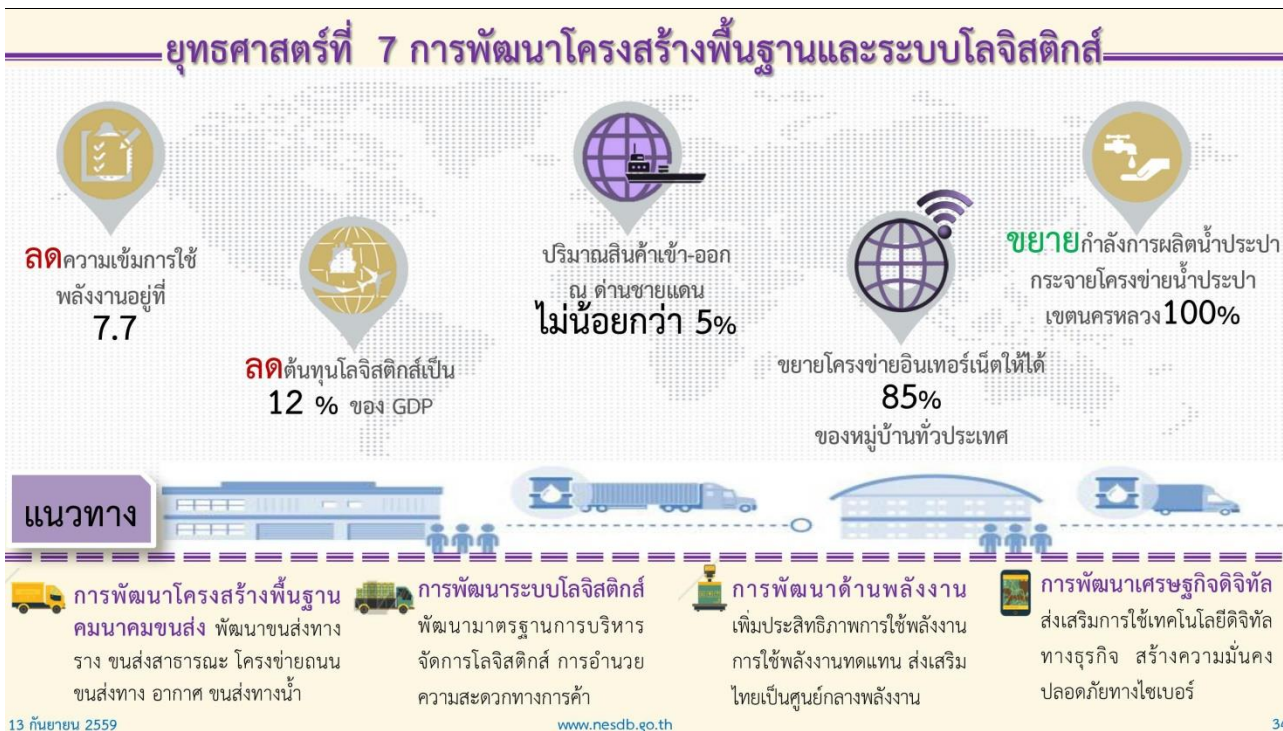 ยุทธศาสตร์ที่ 7 การพัฒนาโครงสร้างพื้นฐานและระบบโลจิสติกส์
ลดความเข้มการใช้
พลังงานอยู่ที่
7.7
ลดต้นทุนโลจิสติกส์เป็น
12 % ของ GDP
ปริมาณสินค้าเข้า-ออก
ณ ด่านชายแดน
ไม่น้อยกว่า 5%
ขยายโครงข่ายอินเทอร์เน็ตให้ได้
85%
ของหมู่บ้านทั่วประเทศ
ขยายกำลังการผลิตน้ำประปา
กระจายโครงข่ายน้ำประปา
เขตนครหลวง100%
แนวทาง
การพัฒนาโครงสร้างพื้นฐาน
คมนาคมขนส่ง พัฒนาขนส่งทาง
ราง ขนส่งสาธารณะ โครงข่ายถนน
ขนส่งทาง อากาศ ขนส่งทางน้ำ
การพัฒนาระบบโลจิสติกส์
พัฒนามาตรฐานการบริหาร
จัดการโลจิสติกส์ การอำนวย
ความสะดวกทางการค้า
การพัฒนาด้านพลังงาน
เพิ่มประสิทธิภาพการใช้พลังงาน
การใช้พลังงานทดแทน ส่งเสริม
ไทยเป็นศูนย์กลางพลังงาน
การพัฒนาเศรษฐกิจดิจิทัล
ส่งเสริมการใช้เทคโนโลยีดิจิทัล
ทางธุรกิจ สร้างความมั่นคง
ปลอดภัยทางไซเบอร์
13 กันยายน 2559
www.nesdb.go.th
34